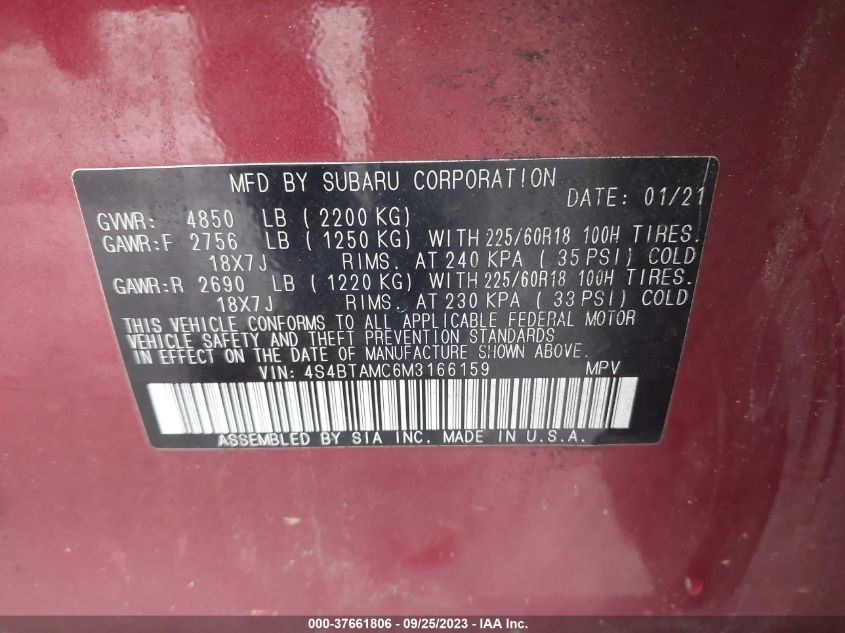 MFD BY SUBARU CORPORATION
DATE: 01/21
GVWR: 4850 LB (2200 KG)
GAWR:F 2756 LB (1250 KG) WITH 225/60R18 100H TIRES.
18X7J RIMS. AT 240 KPA (35 PSI) COLD
GAWR:R 2690 LB (1220 KG) WITH 225/60R18 100H TIRES.
18X7J RIMS. AT 230 KPA (33 PSI) COLD
THIS VEHICLE CONFORMS TO ALL APPLICABLE FEDERAL MOTOR
VEHICLE SAFETY AND THEFT PREVENTION STANDARDS
IN EFFECT ON THE DATE OF MANUFACTURE SHOWN ABOVE.
VIN: 4S4BTAMC6M3166159 MPV
ASSEMBLED BY SIA INC. MADE IN U.S.A.
000-37661806 / 09/25/2023 - IAA Inc.